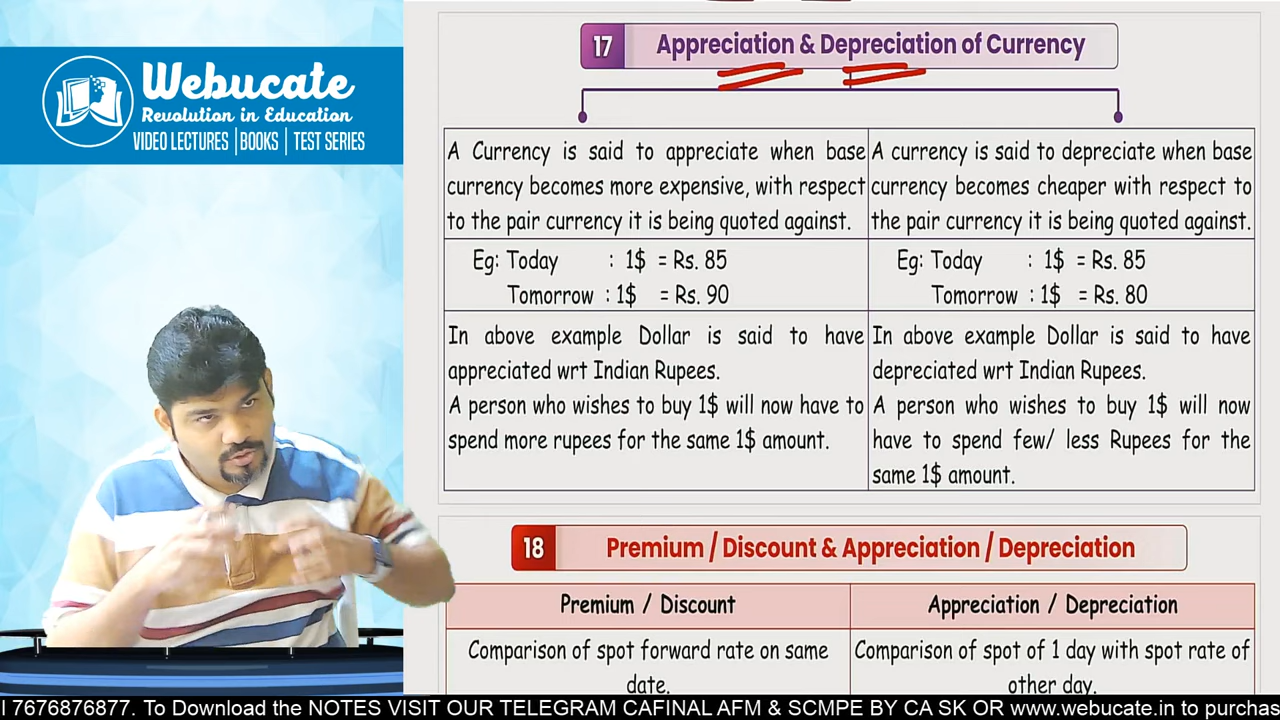 Webucate
Revolution in Education
VIDEO LECTURES | BOOKS | TEST SERIES
17 Appreciation & Depreciation of Currency
A Currency is said to appreciate when base
currency becomes more expensive, with respect
to the pair currency it is being quoted against.
A currency is said to depreciate when base
currency becomes cheaper with respect to
the pair currency it is being quoted against.
Eg: Today : 1$ = Rs. 85
Tomorrow : 1$ = Rs. 90
Eg: Today : 1$ = Rs. 85
Tomorrow : 1$ = Rs. 80
In above example Dollar is said to have
appreciated wrt Indian Rupees.
A person who wishes to buy 1$ will now have to
spend more rupees for the same 1$ amount.
In above example Dollar is said to have
depreciated wrt Indian Rupees.
A person who wishes to buy 1$ will now
have to spend few/ less Rupees for the
same 1$ amount.
18 Premium / Discount & Appreciation / Depreciation
Premium / Discount
Appreciation / Depreciation
Comparison of spot forward rate on same
date.
Comparison of spot of 1 day with spot rate of
other day.
7676876877. To Download the NOTES VISIT OUR TELEGRAM CAFINAL AFM & SCMPE BY CA SK OR www.webucate.in to purchas